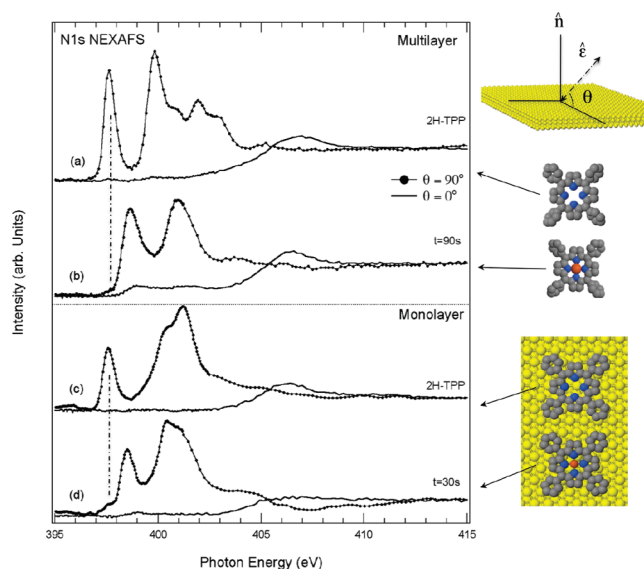 N1s NEXAFS
Multilayer
2H-TPP
(a)
θ = 90°
θ = 0°
t=90s
(b)
Monolayer
2H-TPP
(c)
t=30s
(d)
Intensity (arb. Units)
395 400 405 410 415
Photon Energy (eV)
n̂
ε̂
θ